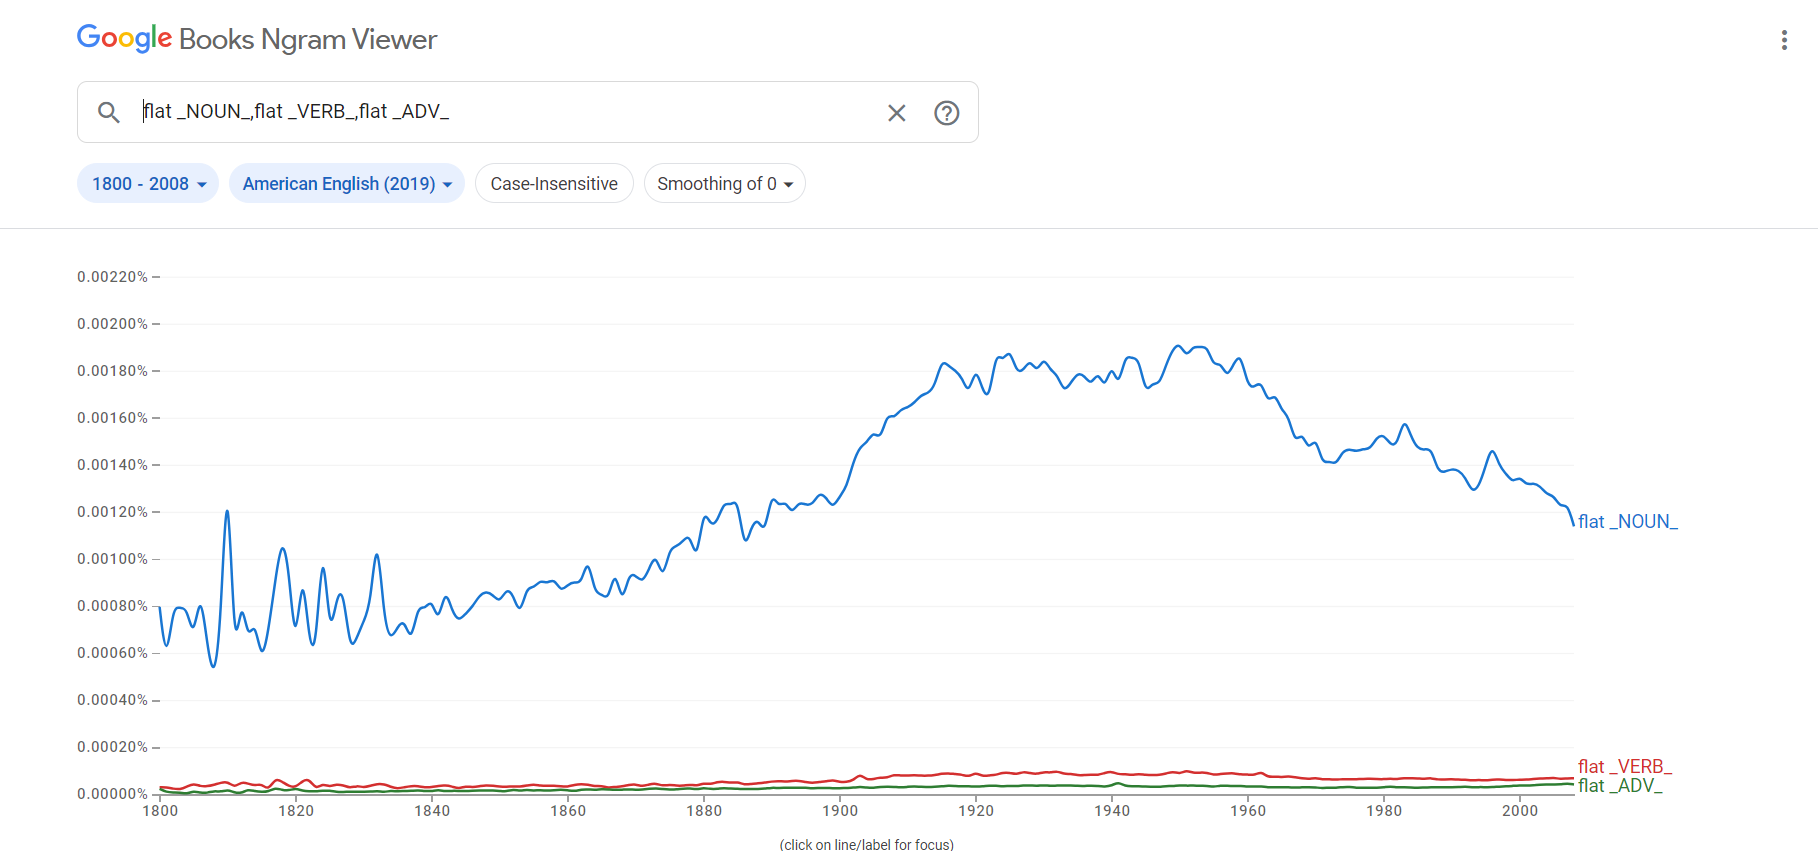 Google Books Ngram Viewer
flat _NOUN_,flat _VERB_,flat _ADV_
1800 - 2008 American English (2019) Case-Insensitive Smoothing of 0
0.00220%
0.00200%
0.00180%
0.00160%
0.00140%
0.00120%
flat _NOUN_
0.00100%
0.00080%
0.00060%
0.00040%
0.00020%
flat _VERB_
flat _ADV_
0.00000%
1800 1820 1840 1860 1880 1900 1920 1940 1960 1980 2000
(click on line/label for focus)